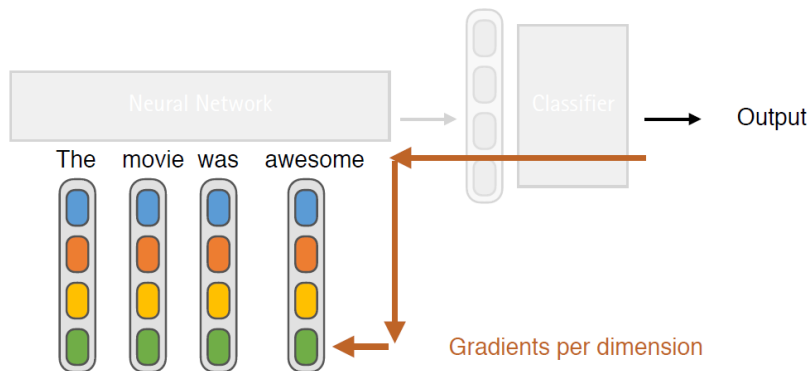 Neural Network
Classifier
Output
The movie was awesome
Gradients per dimension